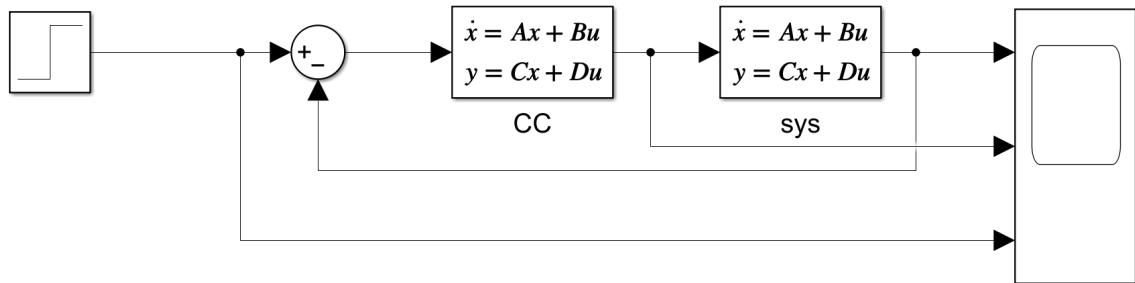 +
−
ẋ = Ax + Bu
y = Cx + Du
CC
ẋ = Ax + Bu
y = Cx + Du
sys